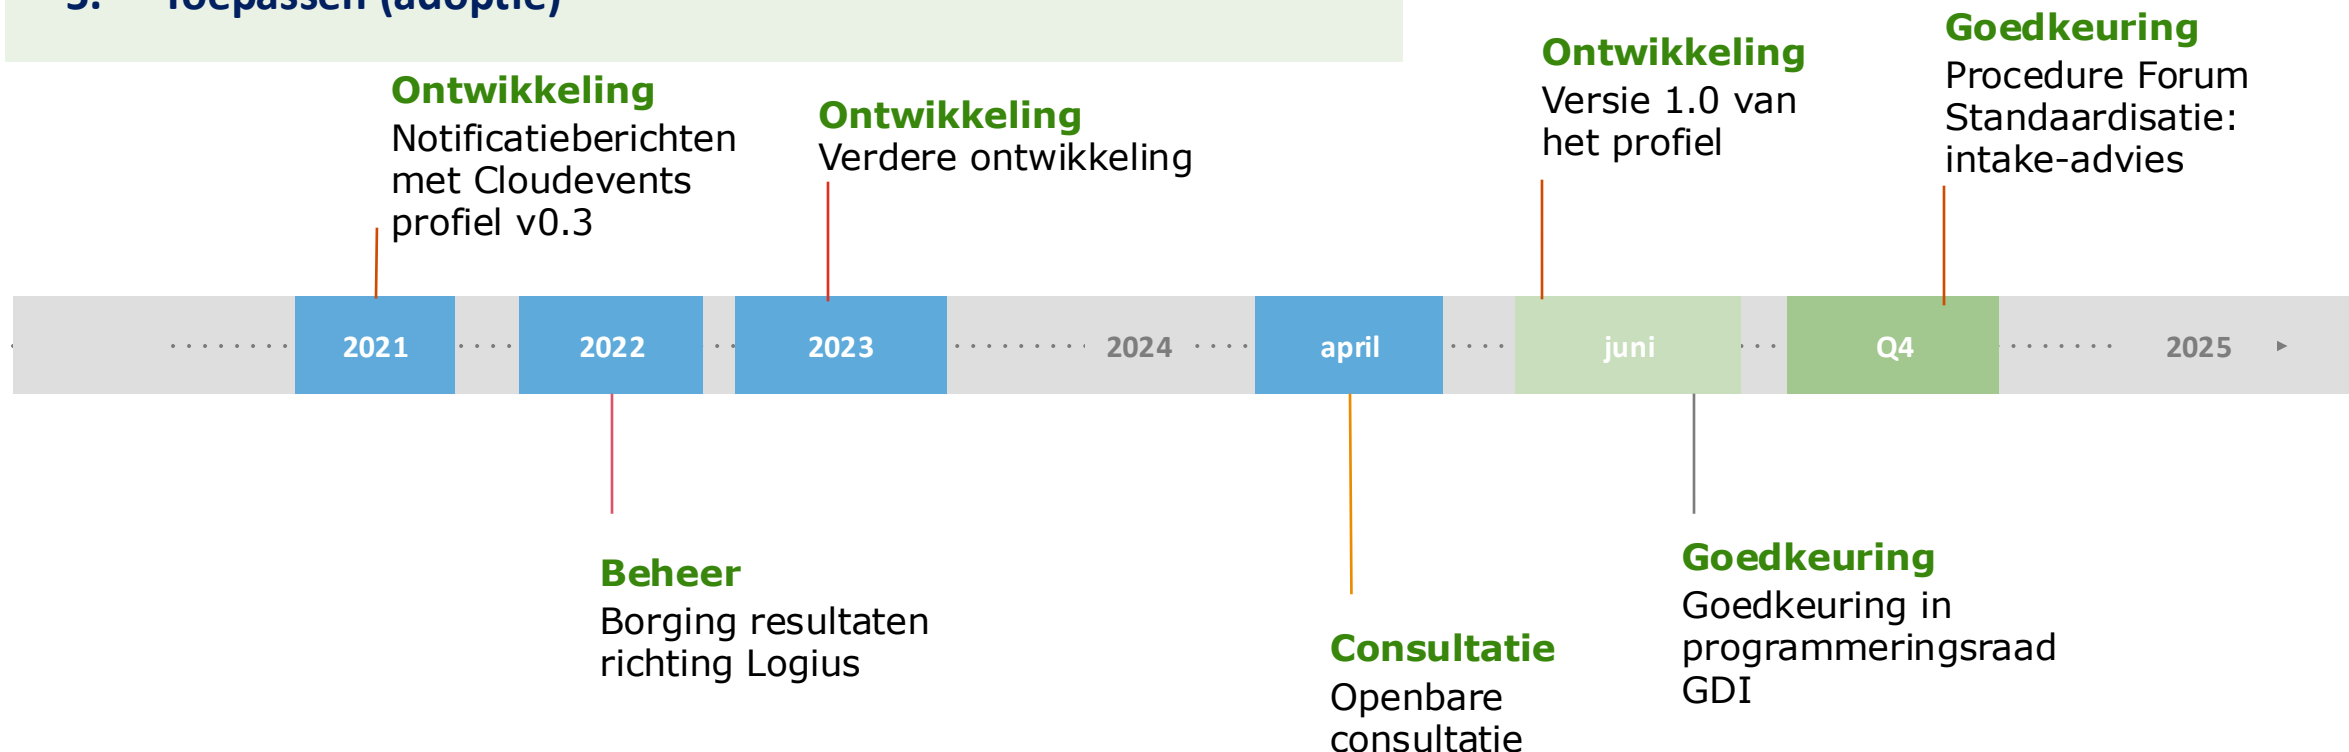 Toepassen (adoptie)
Ontwikkeling
Notificatieberichten
met Cloudevents
profiel v0.3
Ontwikkeling
Verdere ontwikkeling
Ontwikkeling
Versie 1.0 van
het profiel
Goedkeuring
Procedure Forum
Standaardisatie:
intake-advies
2021
2022
2023
2024
april
juni
Q4
2025
Beheer
Borging resultaten
richting Logius
Consultatie
Openbare
consultatie
Goedkeuring
Goedkeuring in
programmeringsraad
GDI